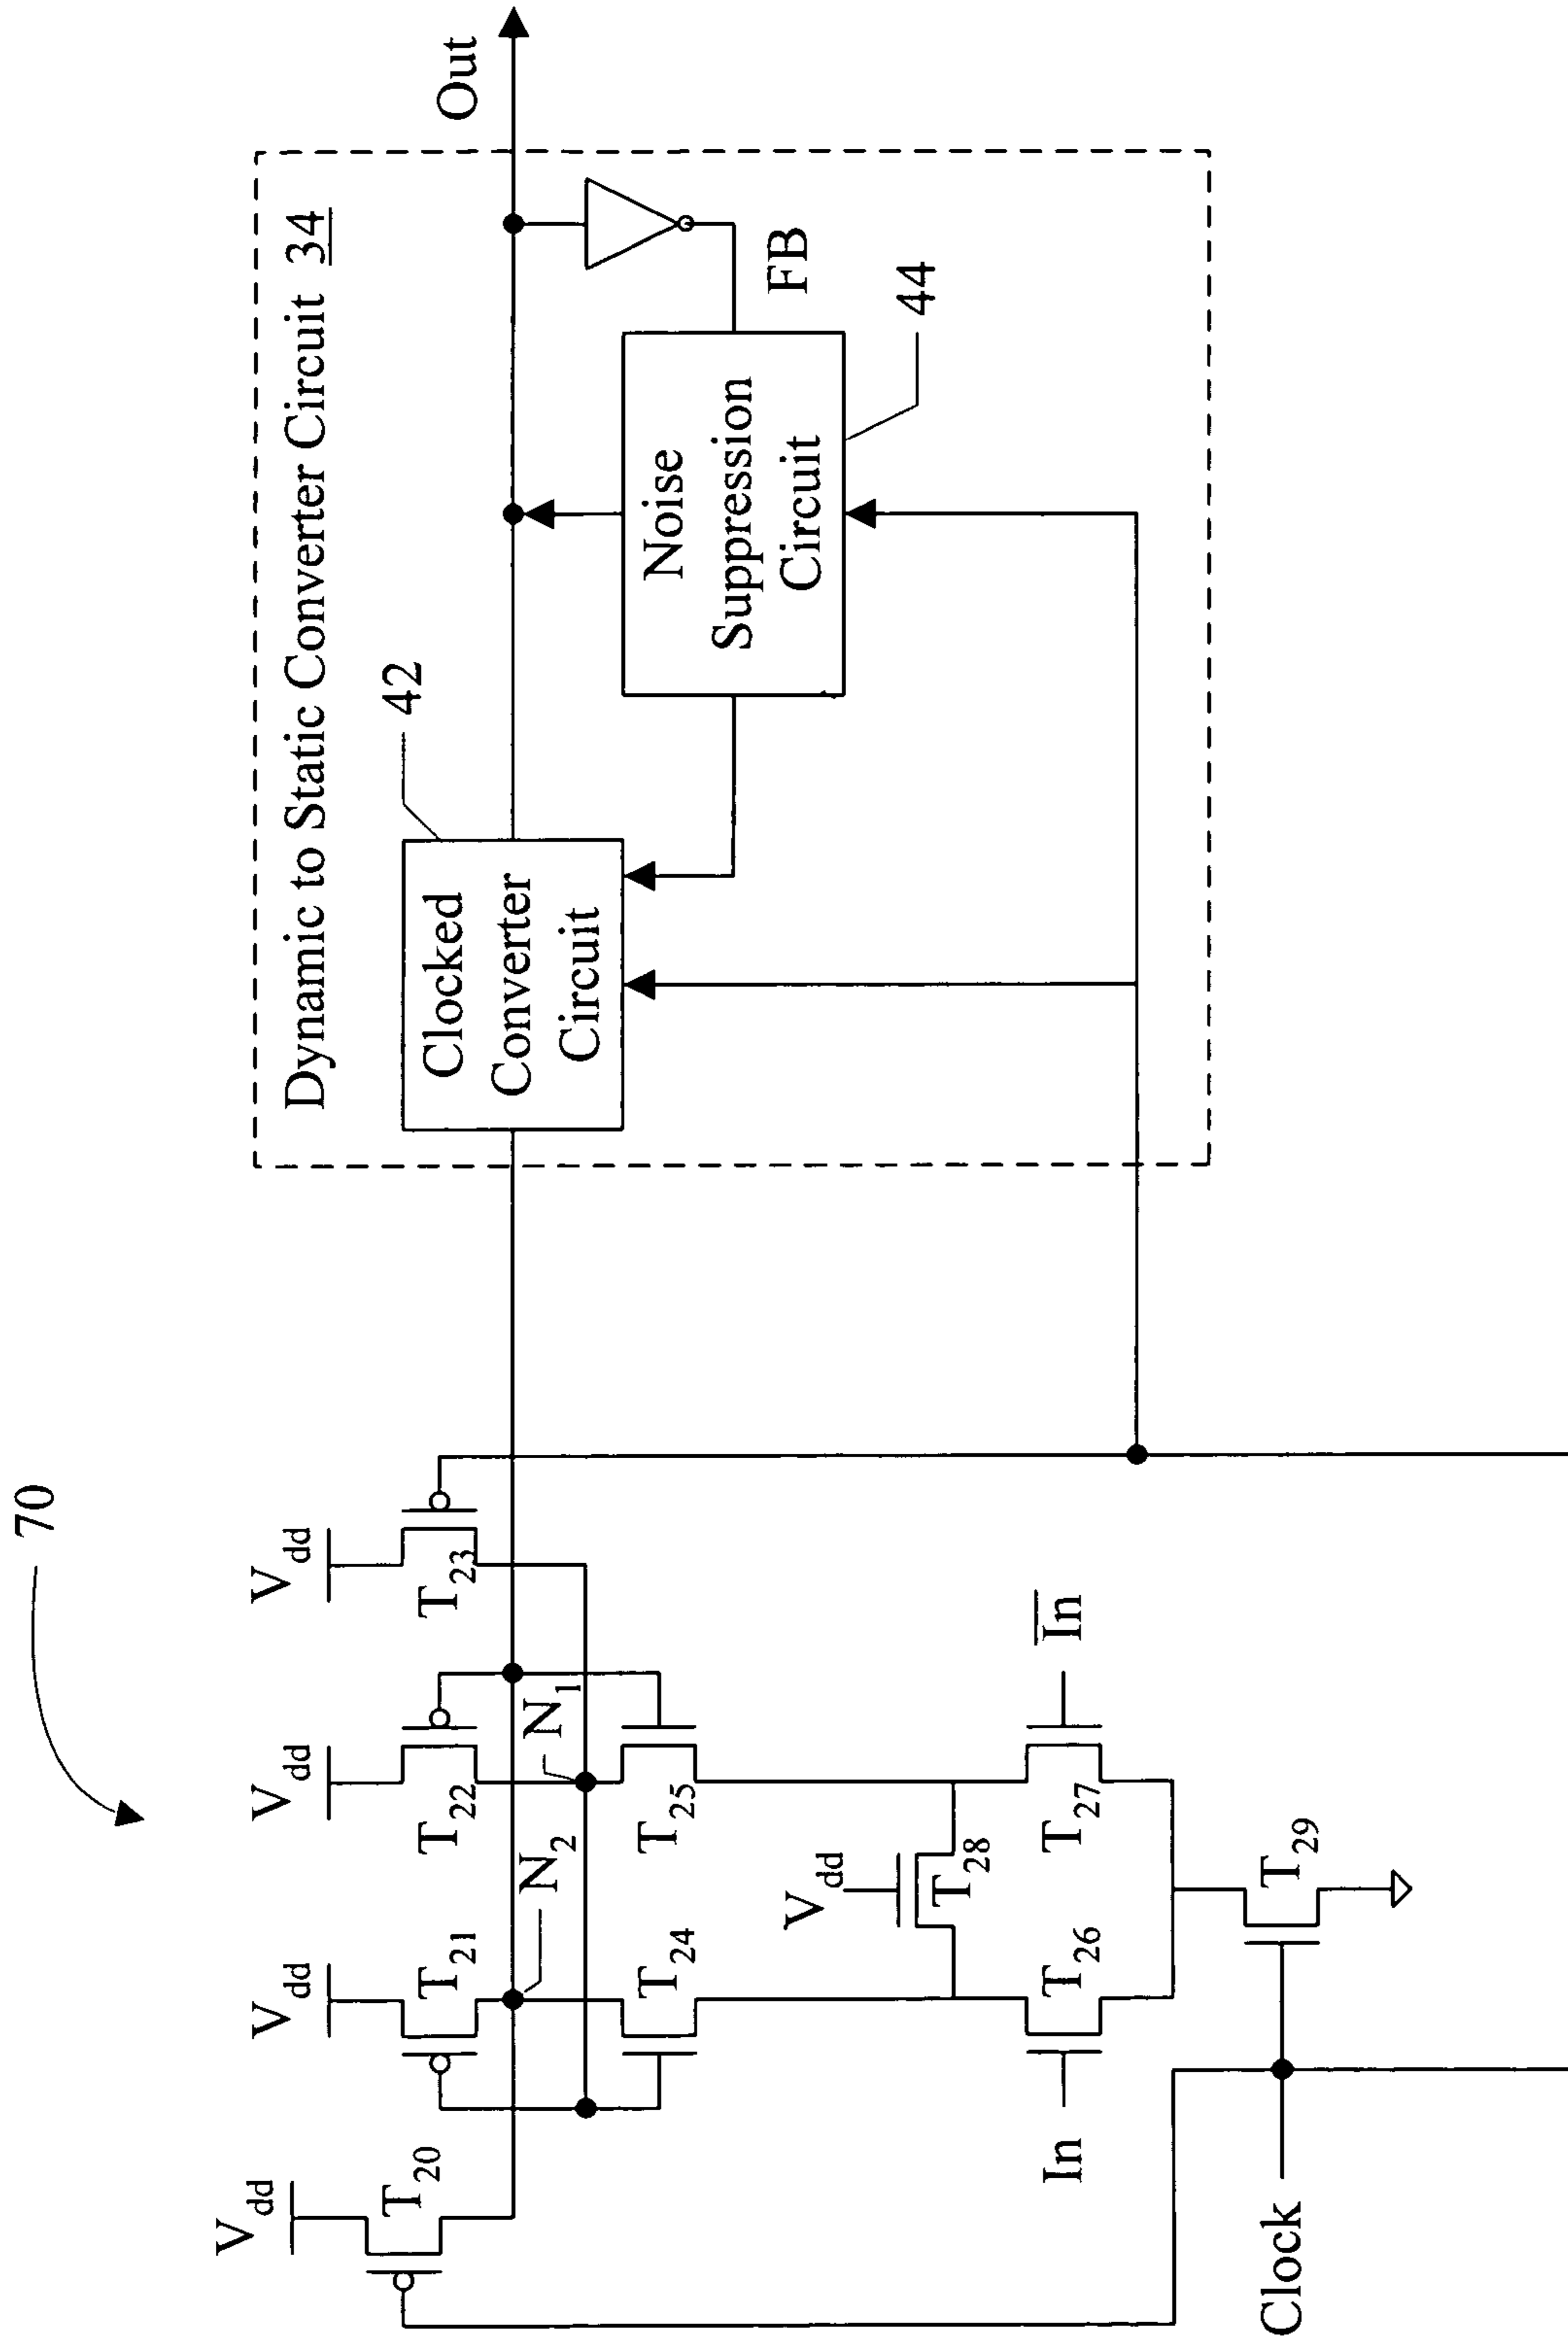 70
Dynamic to Static Converter Circuit 34
Out
42
Clocked
Converter
Circuit
Noise
Suppression
Circuit
44
FB
Vdd
T20
Vdd
T21
Vdd
T22
Vdd
T23
N2
N1
T24
T25
Vdd
T28
In
T26
T27
I̅n̅
Clock
T29